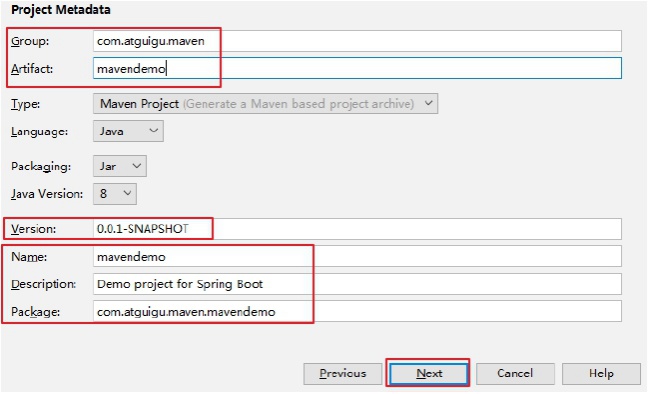 Project Metadata
Group: com.atguigu.maven
Artifact: mavendemo
Type: Maven Project (Generate a Maven based project archive)
Language: Java
Packaging: Jar
Java Version: 8
Version: 0.0.1-SNAPSHOT
Name: mavendemo
Description: Demo project for Spring Boot
Package: com.atguigu.maven.mavendemo
Previous Next Cancel Help